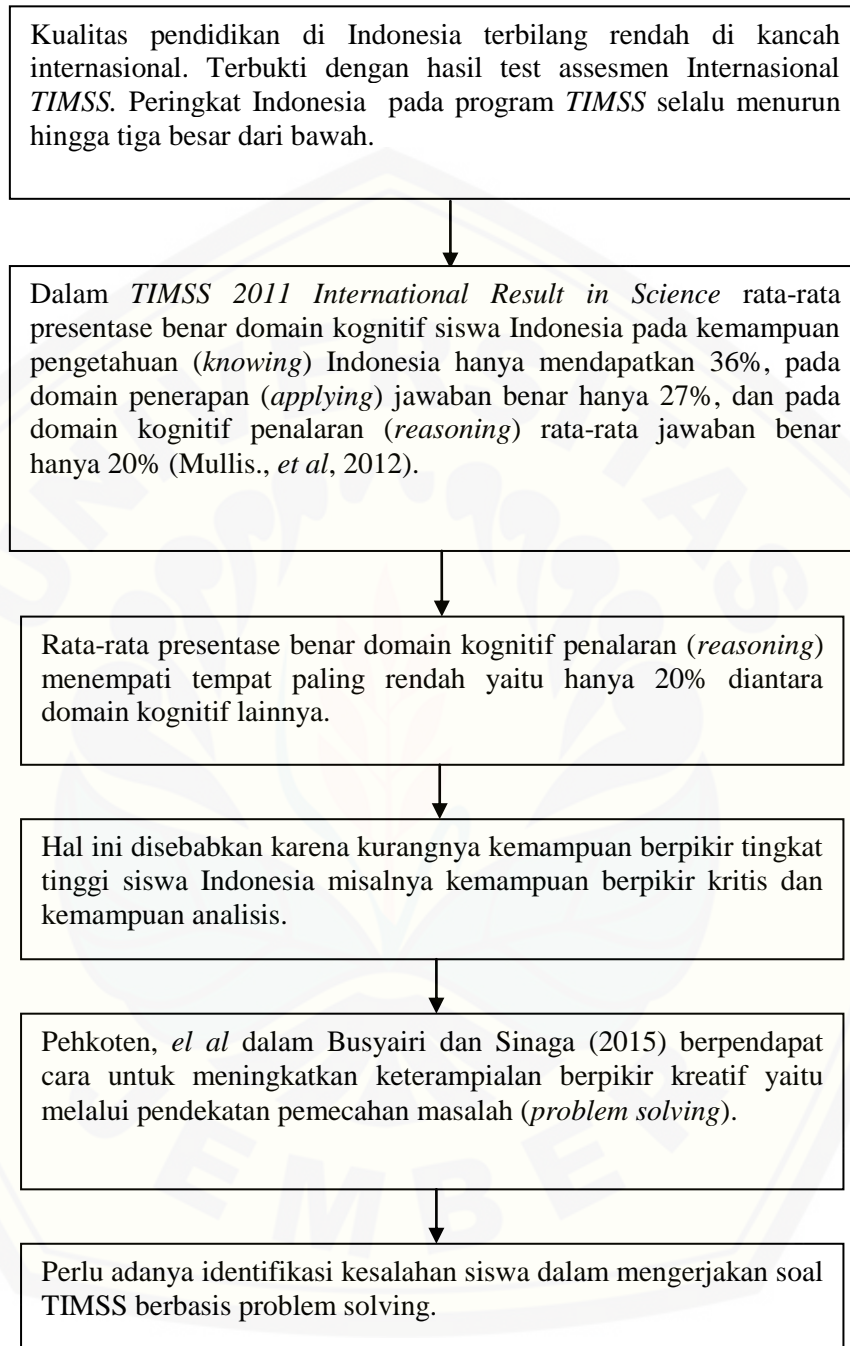 Kualitas pendidikan di Indonesia terbilang rendah di kancah
internasional. Terbukti dengan hasil test assesmen Internasional
TIMSS. Peringkat Indonesia pada program TIMSS selalu menurun
hingga tiga besar dari bawah.
Dalam TIMSS 2011 International Result in Science rata-rata
presentase benar domain kognitif siswa Indonesia pada kemampuan
pengetahuan (knowing) Indonesia hanya mendapatkan 36%, pada
domain penerapan (applying) jawaban benar hanya 27%, dan pada
domain kognitif penalaran (reasoning) rata-rata jawaban benar
hanya 20% (Mullis., et al, 2012).
Rata-rata presentase benar domain kognitif penalaran (reasoning)
menempati tempat paling rendah yaitu hanya 20% diantara
domain kognitif lainnya.
Hal ini disebabkan karena kurangnya kemampuan berpikir tingkat
tinggi siswa Indonesia misalnya kemampuan berpikir kritis dan
kemampuan analisis.
Pehkoten, el al dalam Busyairi dan Sinaga (2015) berpendapat
cara untuk meningkatkan keterampialan berpikir kreatif yaitu
melalui pendekatan pemecahan masalah (problem solving).
Perlu adanya identifikasi kesalahan siswa dalam mengerjakan soal
TIMSS berbasis problem solving.
UNIVERSITAS
JEMBER